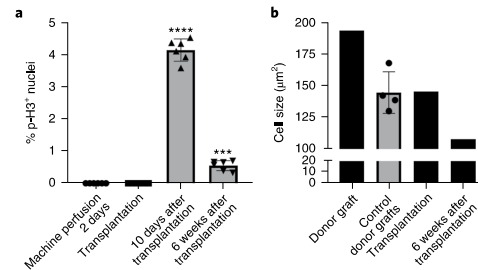 a
5
4
3
2
1
0
% p-H3⁺ nuclei
****
***
Machine perfusion
2 days
Transplantation
10 days after
transplantation
6 weeks after
transplantation
b
200
175
150
125
100
20
10
0
Cell size (µm²)
Donor graft
Control
donor grafts
Transplantation
6 weeks after
transplantation